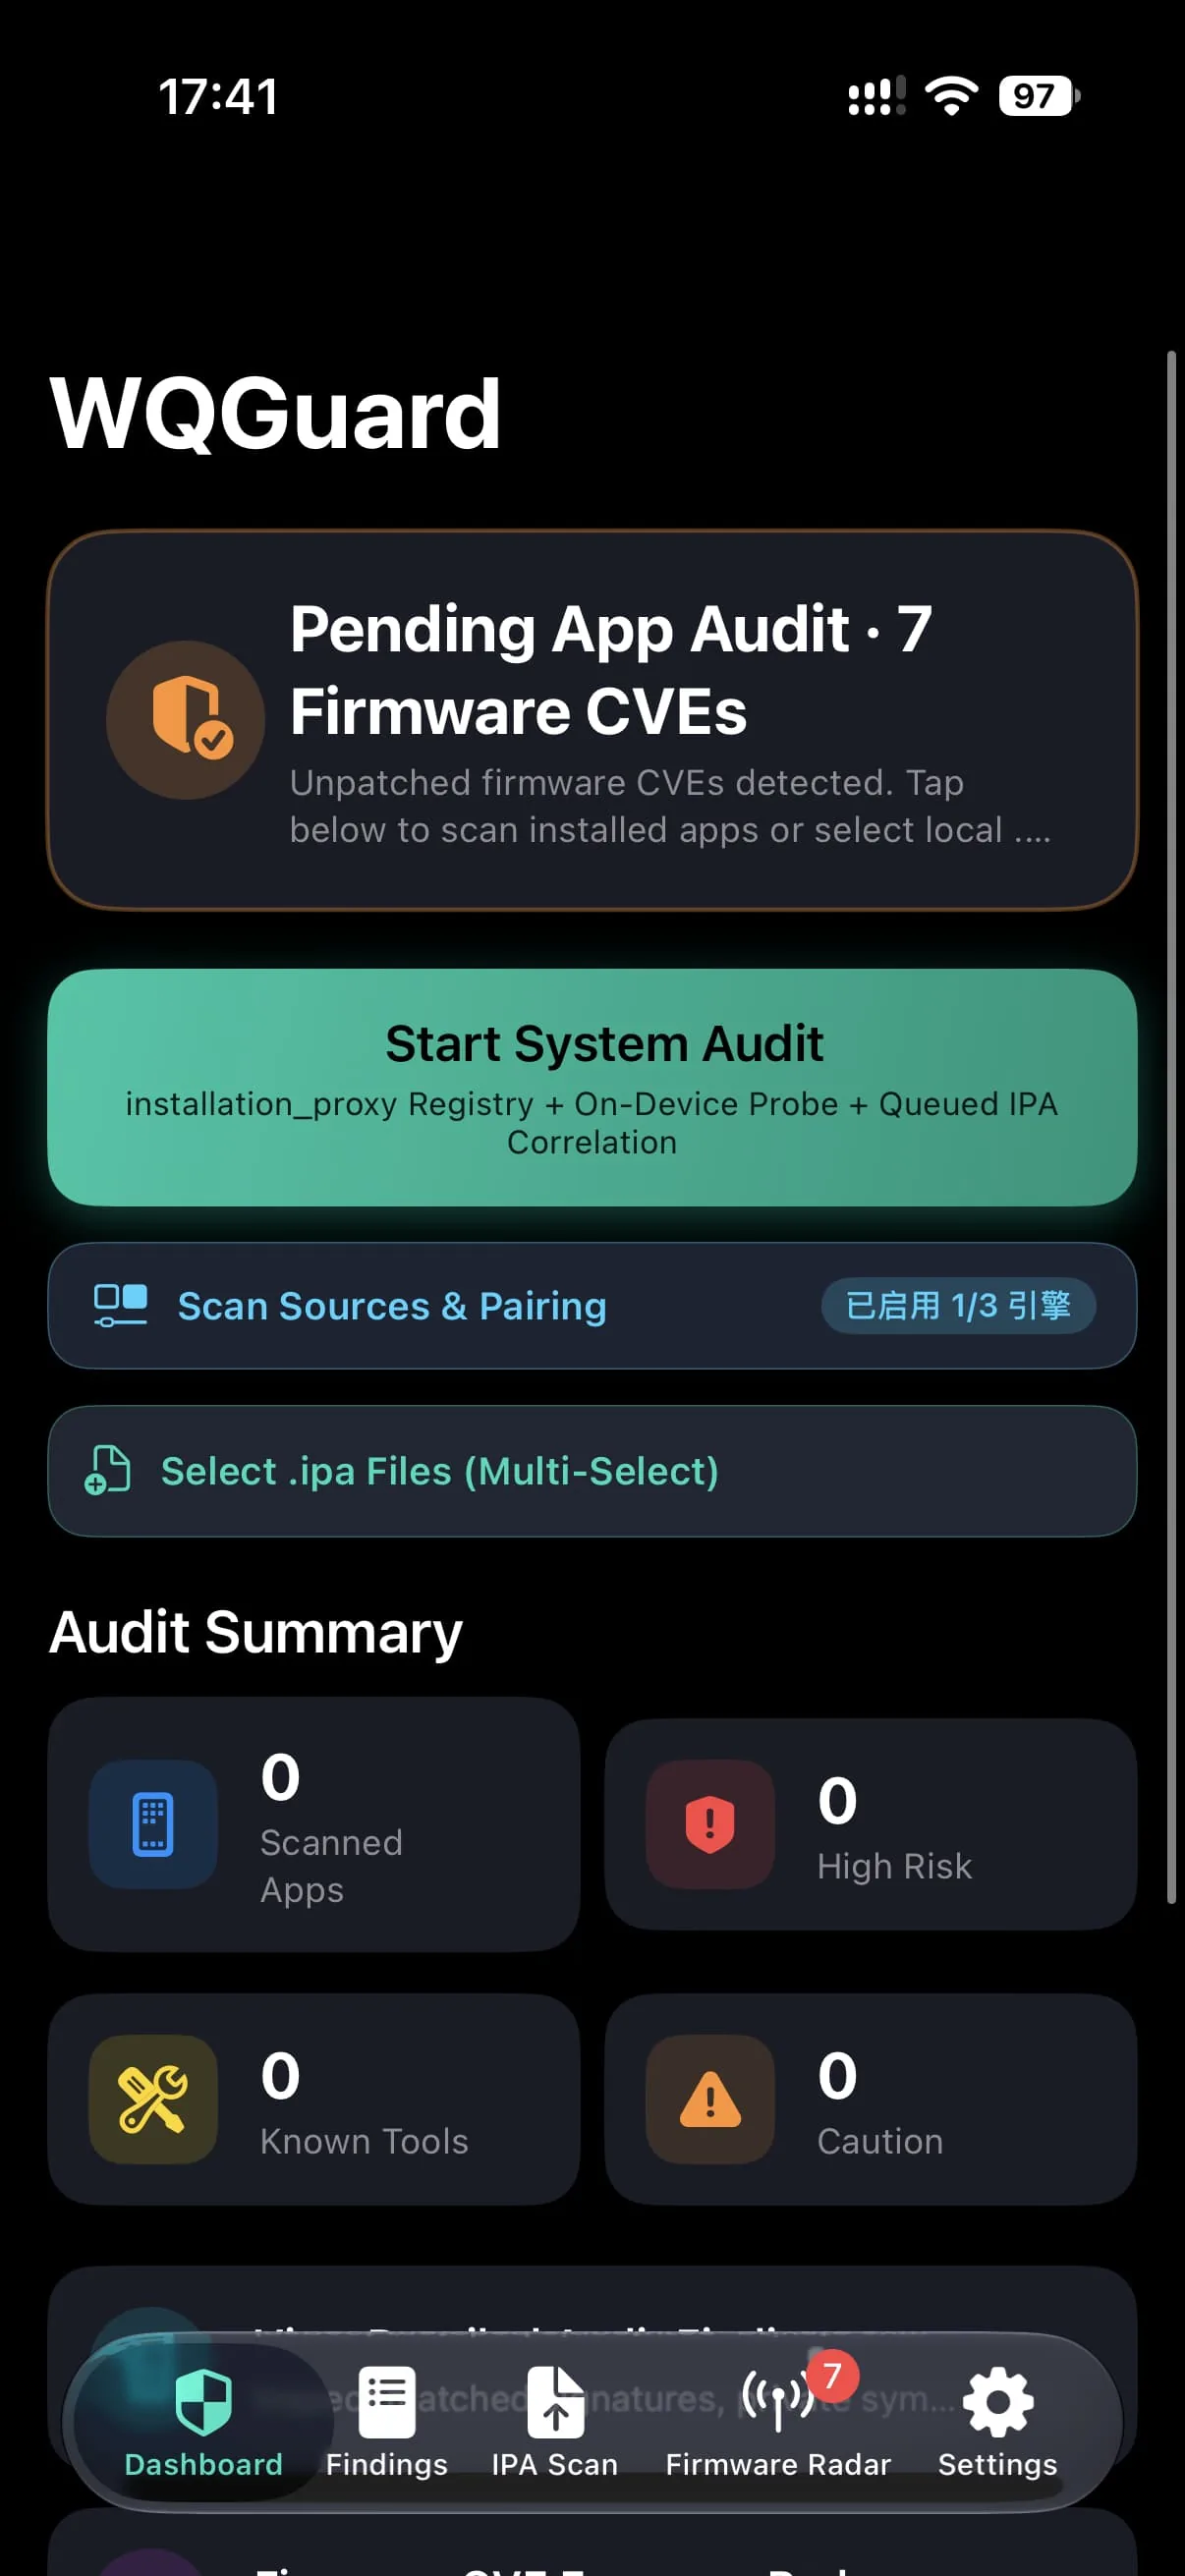 17:41
97
WQGuard
Pending App Audit · 7
Firmware CVEs
Unpatched firmware CVEs detected. Tap
below to scan installed apps or select local ....
Start System Audit
installation_proxy Registry + On-Device Probe + Queued IPA
Correlation
Scan Sources & Pairing
已启用 1/3 引擎
Select .ipa Files (Multi-Select)
Audit Summary
0
Scanned
Apps
0
High Risk
0
Known Tools
0
Caution
7
Dashboard
Findings
IPA Scan
Firmware Radar
Settings